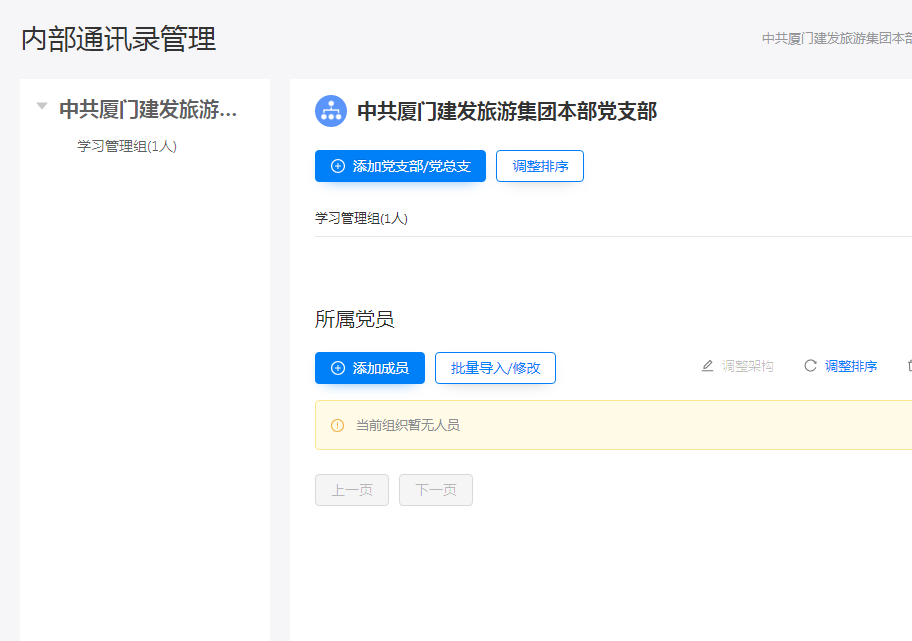 内部通讯录管理
中共厦门建发旅游集团本部
中共厦门建发旅游...
学习管理组(1人)
中共厦门建发旅游集团本部党支部
添加党支部/党总支
调整排序
学习管理组(1人)
所属党员
添加成员
批量导入/修改
调整架构
调整排序
当前组织暂无人员
上一页
下一页